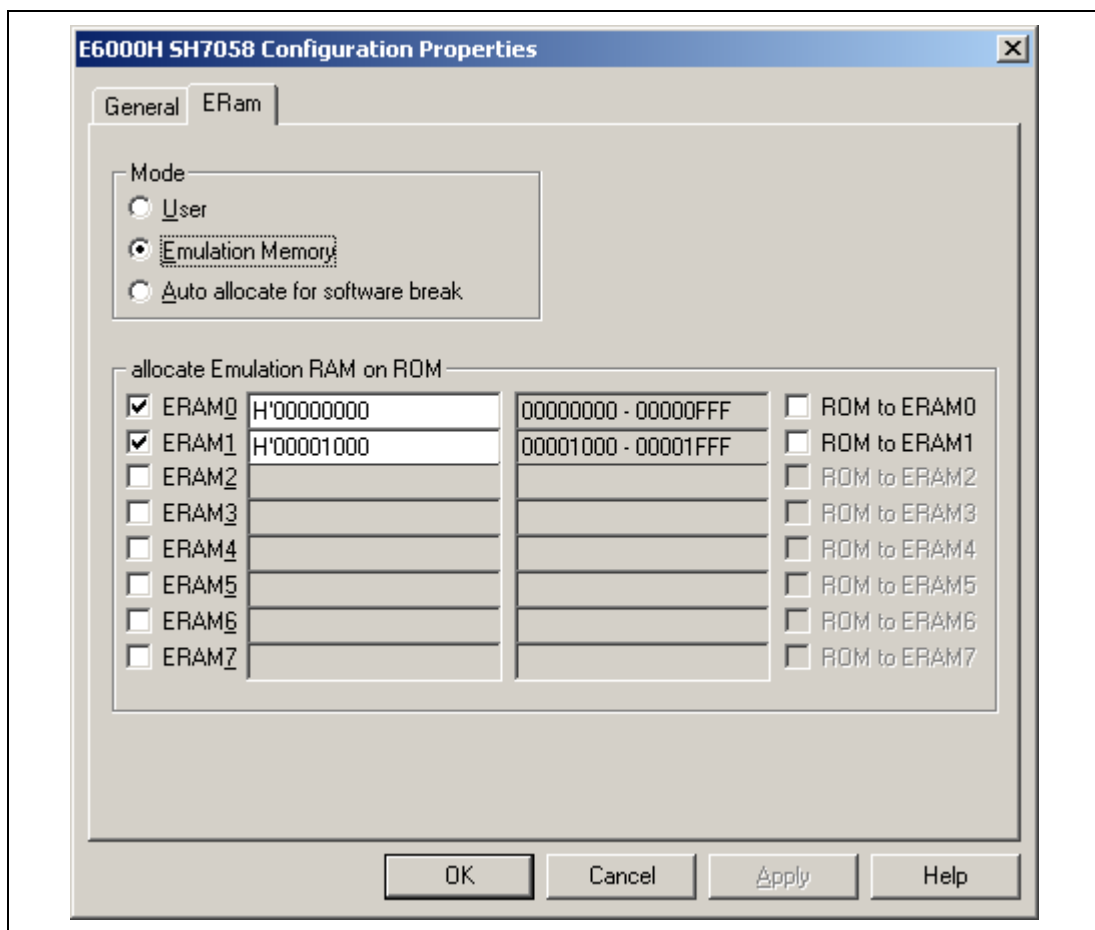 E6000H SH7058 Configuration Properties
General ERam
Mode
User
Emulation Memory
Auto allocate for software break
allocate Emulation RAM on ROM
ERAM0 H'00000000 00000000 - 00000FFF ROM to ERAM0
ERAM1 H'00001000 00001000 - 00001FFF ROM to ERAM1
ERAM2 ROM to ERAM2
ERAM3 ROM to ERAM3
ERAM4 ROM to ERAM4
ERAM5 ROM to ERAM5
ERAM6 ROM to ERAM6
ERAM7 ROM to ERAM7
OK Cancel Apply Help